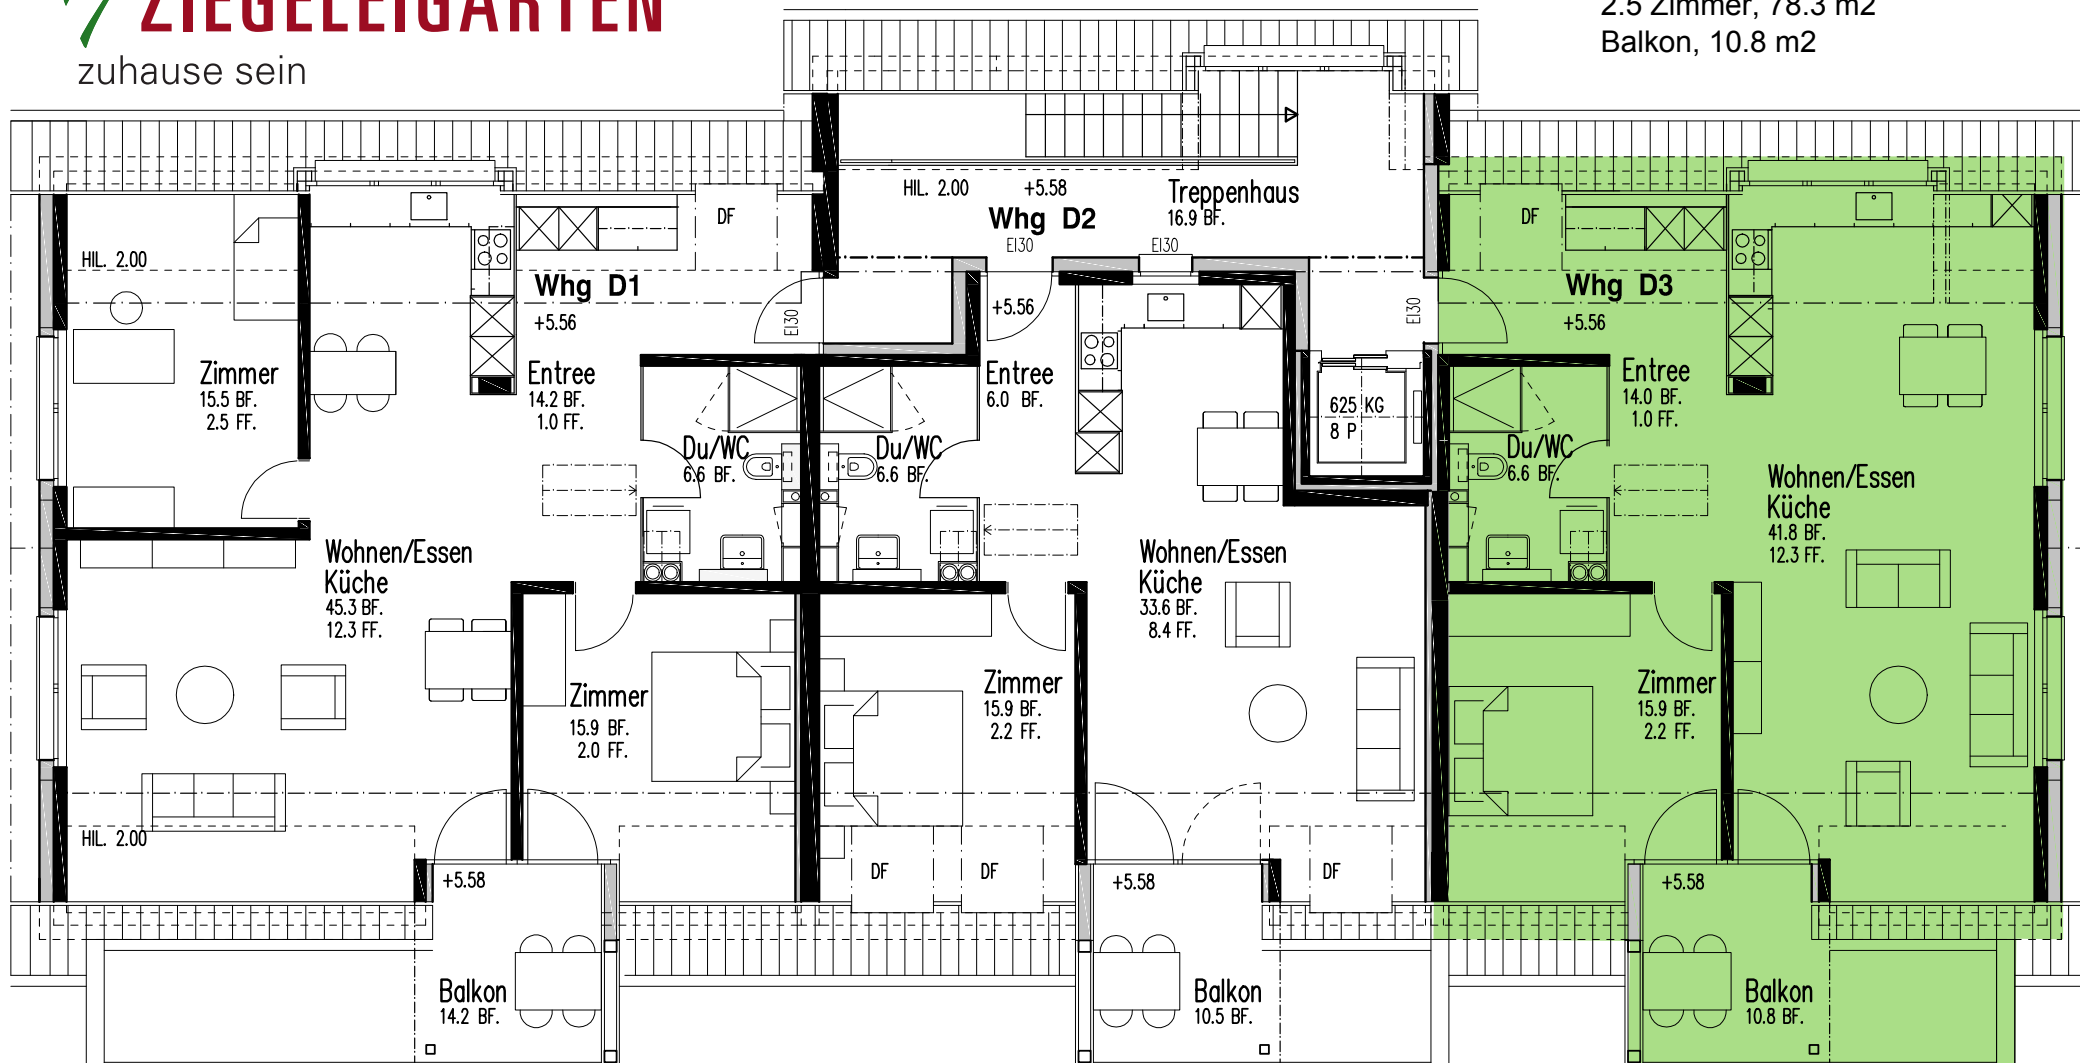 ZIEGELEIGARTEN
zuhause sein
2.5 Zimmer, 78.3 m2
Balkon, 10.8 m2
HIL. 2.00
+5.58
Treppenhaus
16.9 BF.
Whg D2
EI30
EI30
DF
DF
HIL. 2.00
Whg D1
+5.56
EI30
+5.56
EI30
Whg D3
+5.56
Zimmer
15.5 BF.
2.5 FF.
Entree
14.2 BF.
1.0 FF.
Entree
6.0 BF.
625 KG
8 P
Entree
14.0 BF.
1.0 FF.
Du/WC
6.6 BF.
Du/WC
6.6 BF.
Du/WC
6.6 BF.
Wohnen/Essen
Küche
41.8 BF.
12.3 FF.
Wohnen/Essen
Küche
45.3 BF.
12.3 FF.
Wohnen/Essen
Küche
33.6 BF.
8.4 FF.
Zimmer
15.9 BF.
2.0 FF.
Zimmer
15.9 BF.
2.2 FF.
Zimmer
15.9 BF.
2.2 FF.
HIL. 2.00
DF
DF
DF
+5.58
+5.58
+5.58
Balkon
14.2 BF.
Balkon
10.5 BF.
Balkon
10.8 BF.